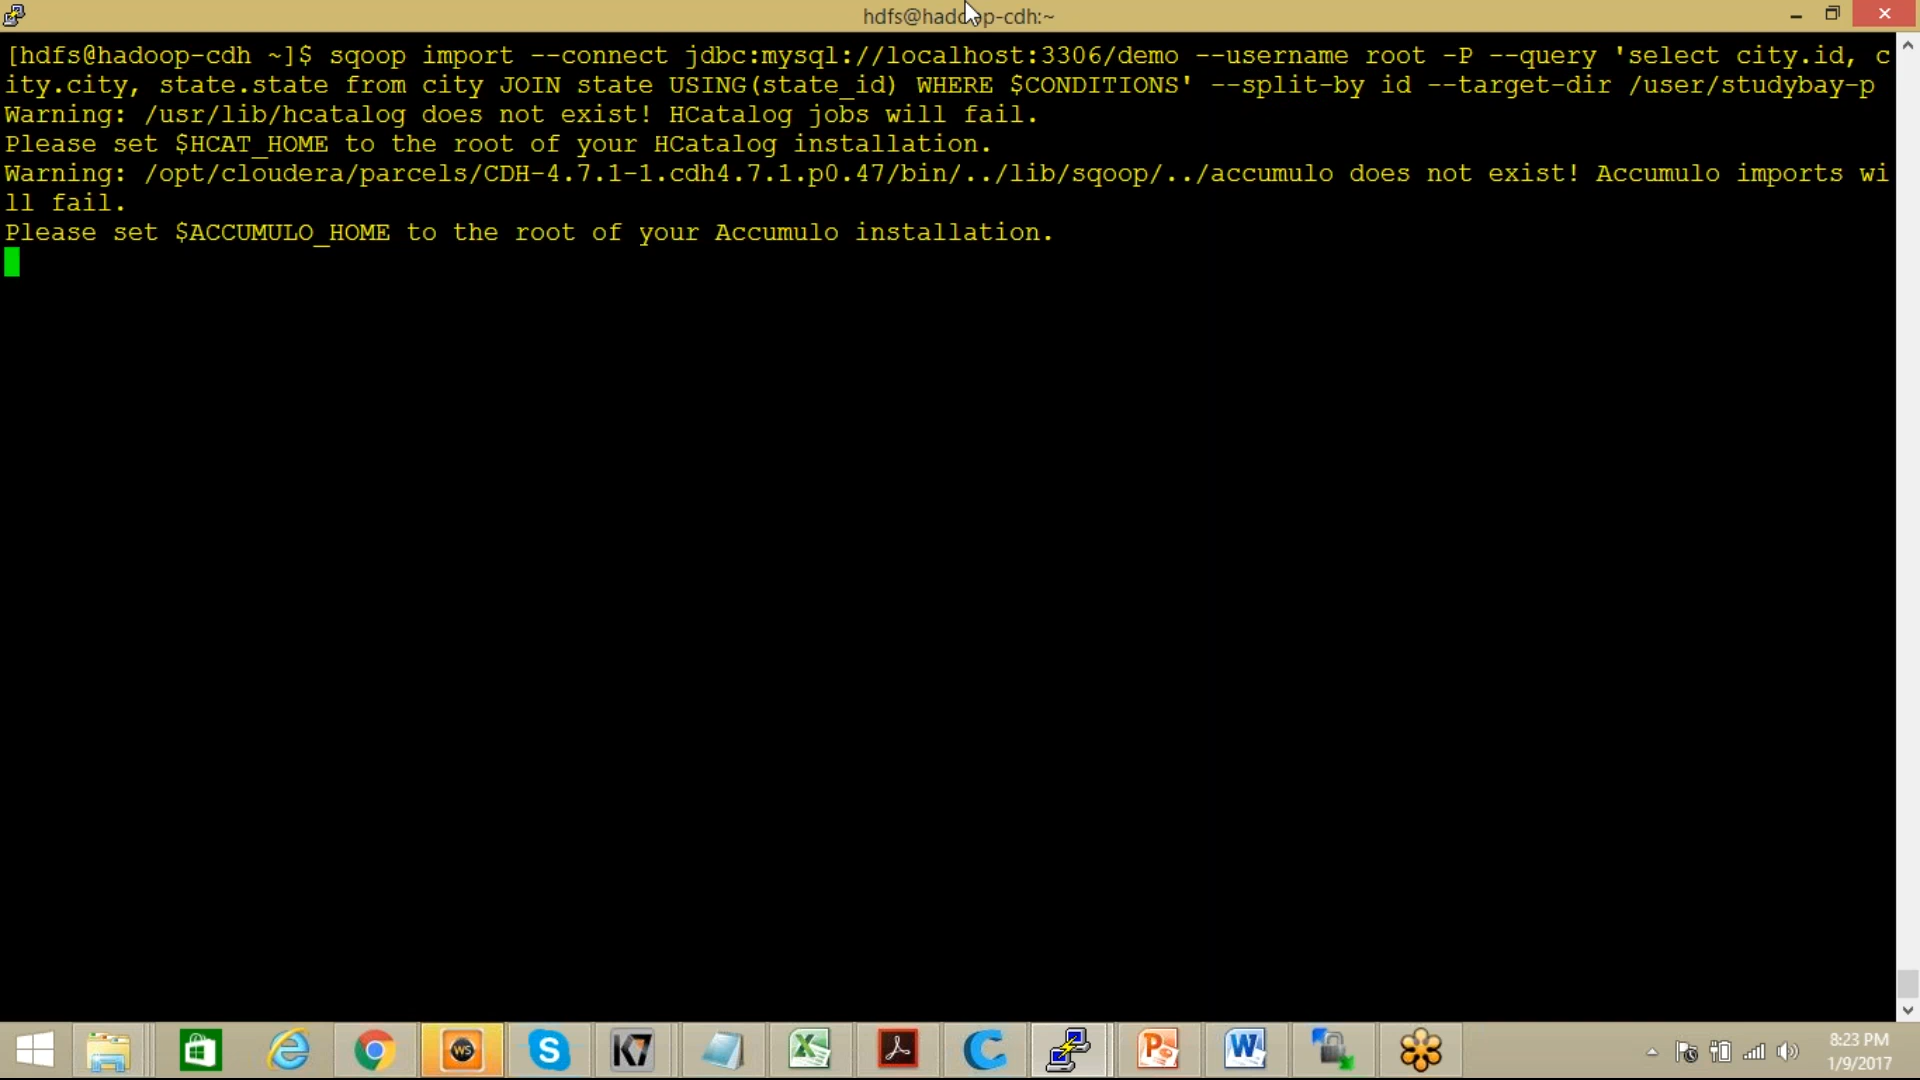 hdfs@hadoop-cdh:~
[hdfs@hadoop-cdh ~]$ sqoop import --connect jdbc:mysql://localhost:3306/demo --username root -P --query 'select city.id, c
ity.city, state.state from city JOIN state USING(state_id) WHERE $CONDITIONS' --split-by id --target-dir /user/studybay-p
Warning: /usr/lib/hcatalog does not exist! HCatalog jobs will fail.
Please set $HCAT_HOME to the root of your HCatalog installation.
Warning: /opt/cloudera/parcels/CDH-4.7.1-1.cdh4.7.1.p0.47/bin/../lib/sqoop/../accumulo does not exist! Accumulo imports wi
ll fail.
Please set $ACCUMULO_HOME to the root of your Accumulo installation.
WS
K7
8:23 PM
1/9/2017